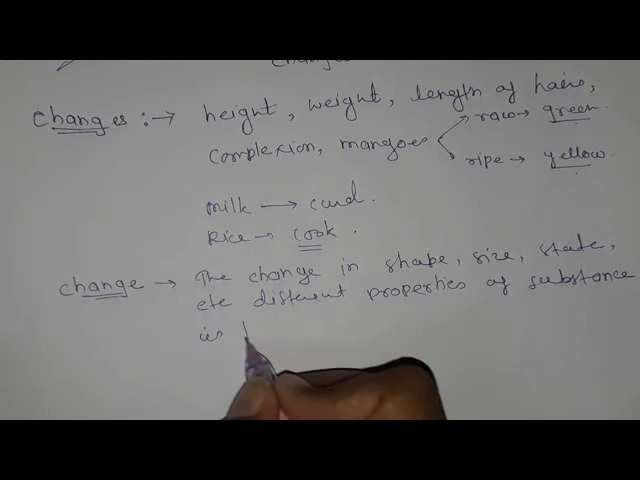 Changes
Changes :→ height, weight, length of hairs,
Complexion, mangoes raw → green.
ripe → yellow.
Milk → curd.
Rice → cook.
change → The change in shape, size, state,
etc different properties of substance
is